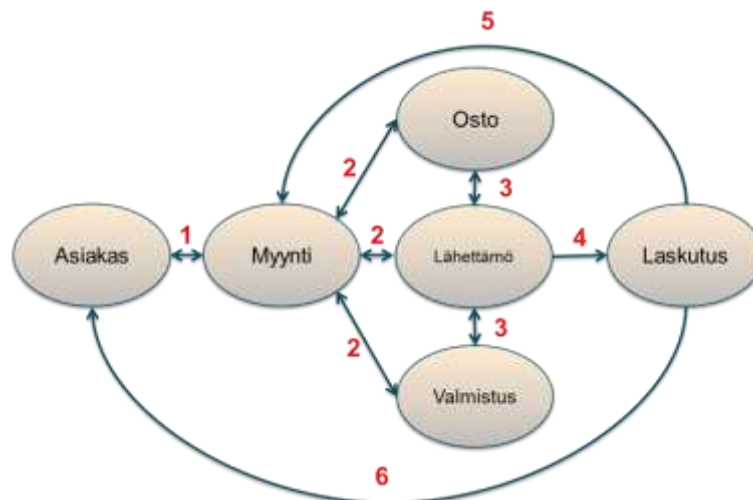 5
Osto
2
3
Asiakas
1
Myynti
2
Lähettämö
4
Laskutus
2
3
Valmistus
6